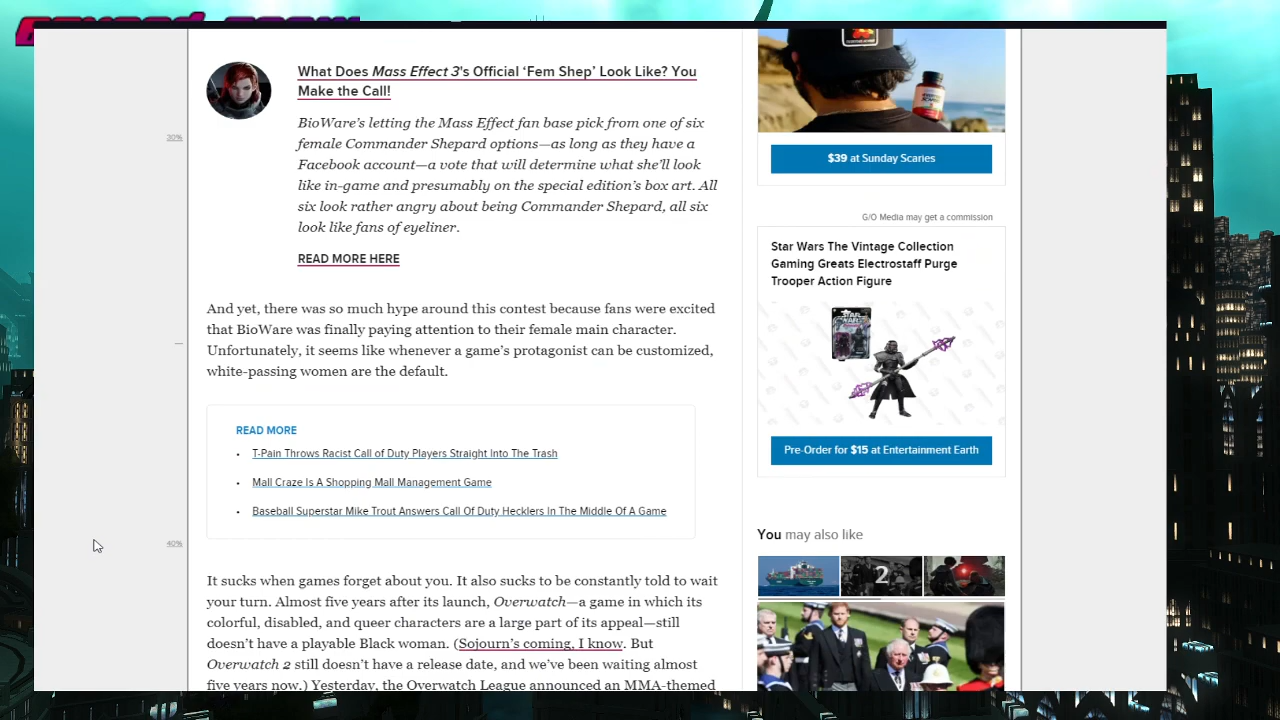 What Does Mass Effect 3's Official ‘Fem Shep’ Look Like? You
Make the Call!
BioWare’s letting the Mass Effect fan base pick from one of six
female Commander Shepard options—as long as they have a
Facebook account—a vote that will determine what she’ll look
like in-game and presumably on the special edition’s box art. All
six look rather angry about being Commander Shepard, all six
look like fans of eyeliner.
READ MORE HERE
30%
And yet, there was so much hype around this contest because fans were excited
that BioWare was finally paying attention to their female main character.
Unfortunately, it seems like whenever a game’s protagonist can be customized,
white-passing women are the default.
READ MORE
• T-Pain Throws Racist Call of Duty Players Straight Into The Trash
• Mall Craze Is A Shopping Mall Management Game
• Baseball Superstar Mike Trout Answers Call Of Duty Hecklers In The Middle Of A Game
40%
It sucks when games forget about you. It also sucks to be constantly told to wait
your turn. Almost five years after its launch, Overwatch—a game in which its
colorful, disabled, and queer characters are a large part of its appeal—still
doesn’t have a playable Black woman. (Sojourn’s coming, I know. But
Overwatch 2 still doesn’t have a release date, and we’ve been waiting almost
five years now.) Yesterday, the Overwatch League announced an MMA-themed
$39 at Sunday Scaries
G/O Media may get a commission
Star Wars The Vintage Collection
Gaming Greats Electrostaff Purge
Trooper Action Figure
STAR WARS
Pre-Order for $15 at Entertainment Earth
You may also like
2